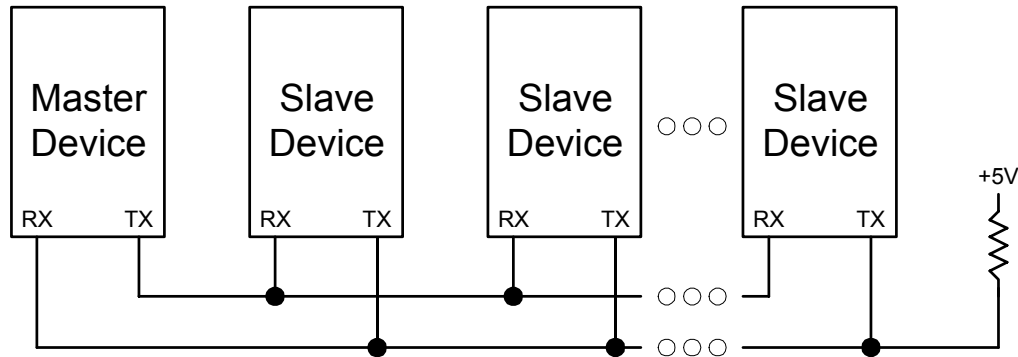 Master
Device
Slave
Device
Slave
Device
Slave
Device
+5V
RX TX
RX TX
RX TX
RX TX